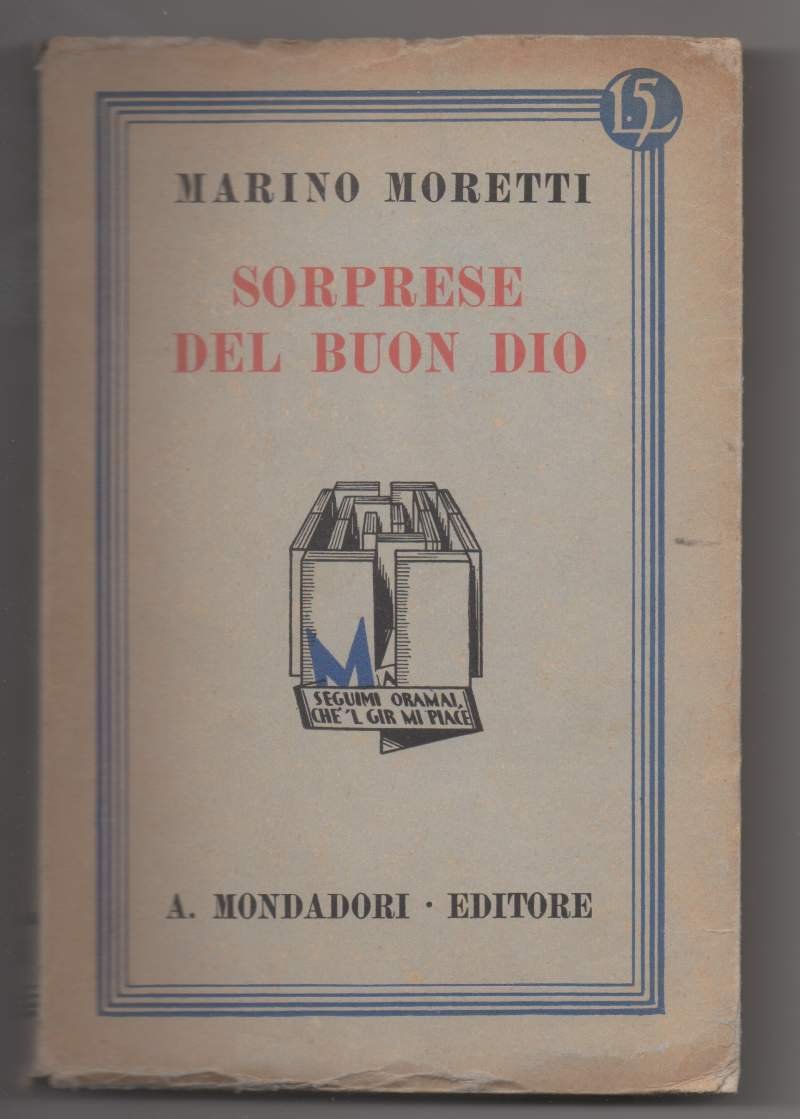 L. 5
MARINO MORETTI
SORPRESE
DEL BUON DIO
M
SEGUIMI ORAMAI,
CHE 'L GIR MI PIACE
A. MONDADORI · EDITORE